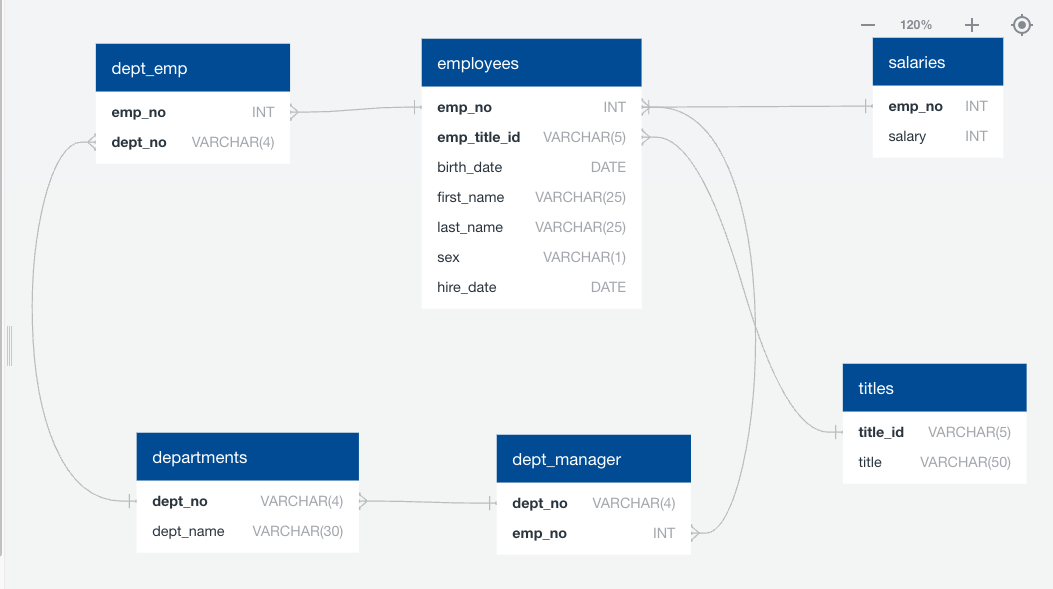 120%
dept_emp
emp_no INT
dept_no VARCHAR(4)
employees
emp_no INT
emp_title_id VARCHAR(5)
birth_date DATE
first_name VARCHAR(25)
last_name VARCHAR(25)
sex VARCHAR(1)
hire_date DATE
salaries
emp_no INT
salary INT
titles
title_id VARCHAR(5)
title VARCHAR(50)
departments
dept_no VARCHAR(4)
dept_name VARCHAR(30)
dept_manager
dept_no VARCHAR(4)
emp_no INT